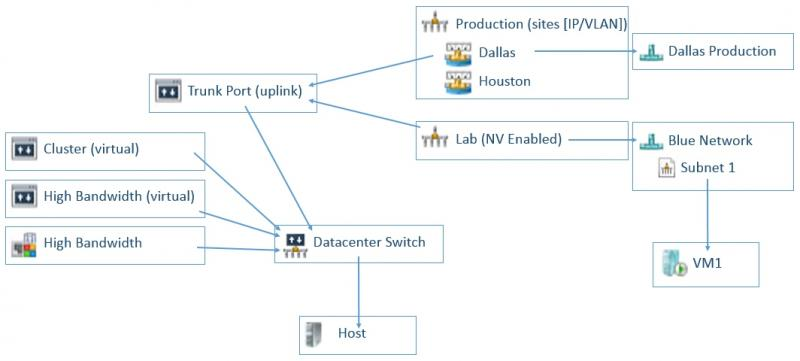 Production (sites [IP/VLAN])
Dallas
Dallas Production
Houston
Trunk Port (uplink)
Lab (NV Enabled)
Blue Network
Subnet 1
Cluster (virtual)
High Bandwidth (virtual)
High Bandwidth
Datacenter Switch
VM1
Host